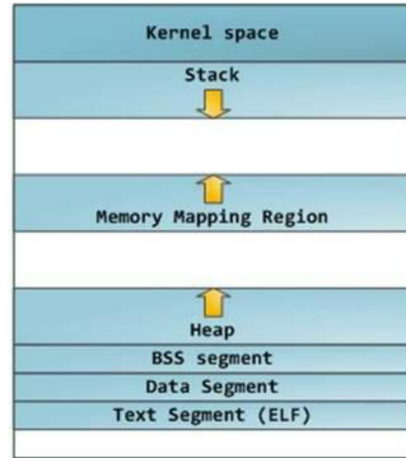 Kernel space
Stack
Memory Mapping Region
Heap
BSS segment
Data Segment
Text Segment (ELF)